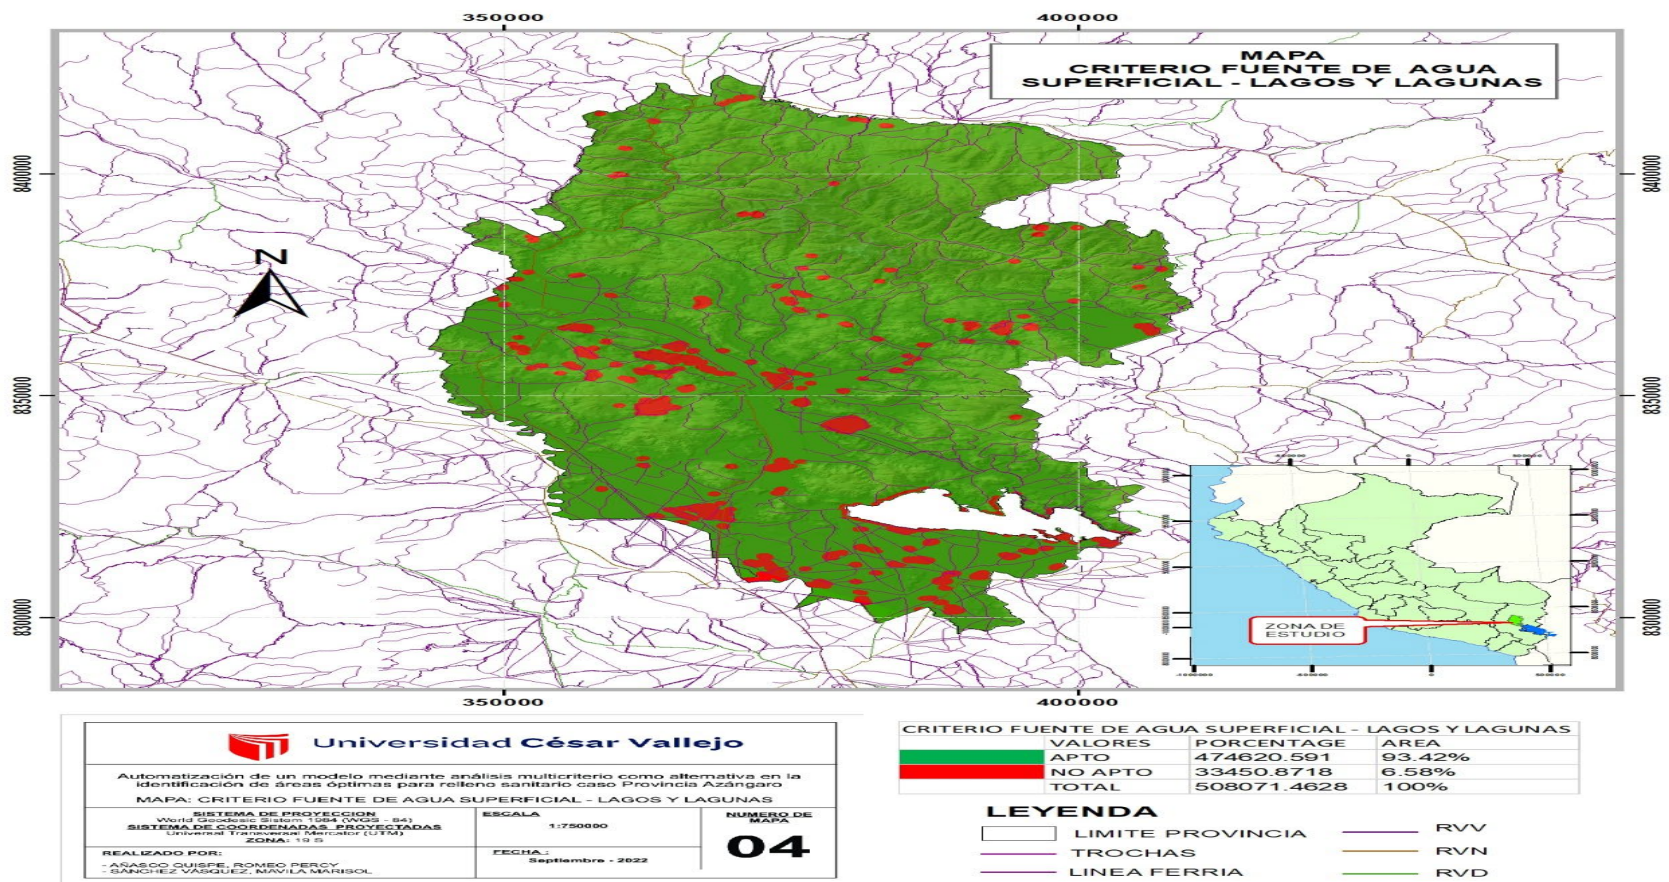 350000
400000
MAPA
CRITERIO FUENTE DE AGUA
SUPERFICIAL - LAGOS Y LAGUNAS
8400000
8400000
N
8350000
8350000
8300000
8300000
ZONA DE
ESTUDIO
350000
400000
Universidad César Vallejo
Automatización de un modelo mediante análisis multicriterio como alternativa en la
identificación de áreas óptimas para relleno sanitario caso Provincia Azángaro
MAPA: CRITERIO FUENTE DE AGUA SUPERFICIAL - LAGOS Y LAGUNAS
SISTEMA DE PROYECCION
World Geodesic Sistem 1984 (WGS - 84)
SISTEMA DE COORDENADAS PROYECTADAS
Universal Transversal Mercator (UTM)
ZONA: 19 S
ESCALA
1:750000
NUMERO DE
MAPA
04
REALIZADO POR:
- AÑASCO QUISPE, ROMEO PERCY
- SÁNCHEZ VÁSQUEZ, MAVILA MARISOL
FECHA :
Septiembre - 2022
CRITERIO FUENTE DE AGUA SUPERFICIAL - LAGOS Y LAGUNAS
VALORES PORCENTAGE AREA
APTO 474620.591 93.42%
NO APTO 33450.8718 6.58%
TOTAL 508071.4628 100%
LEYENDA
LIMITE PROVINCIA
TROCHAS
LINEA FERRIA
RVV
RVN
RVD